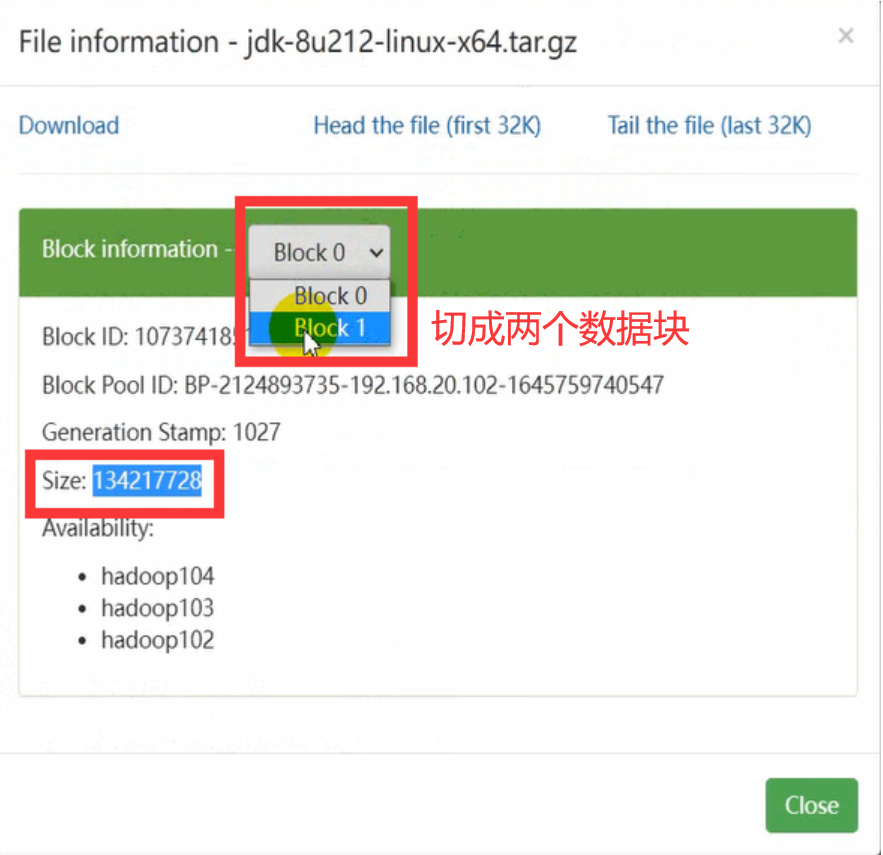 File information - jdk-8u212-linux-x64.tar.gz
×
Download Head the file (first 32K) Tail the file (last 32K)
Block information -- Block 0
Block 0
Block 1
切成两个数据块
Block ID:
Block Pool ID: BP-2124893735-192.168.20.102-1645759740547
Generation Stamp: 1027
Size: 134217728
Availability:
hadoop104
hadoop103
hadoop102
Close